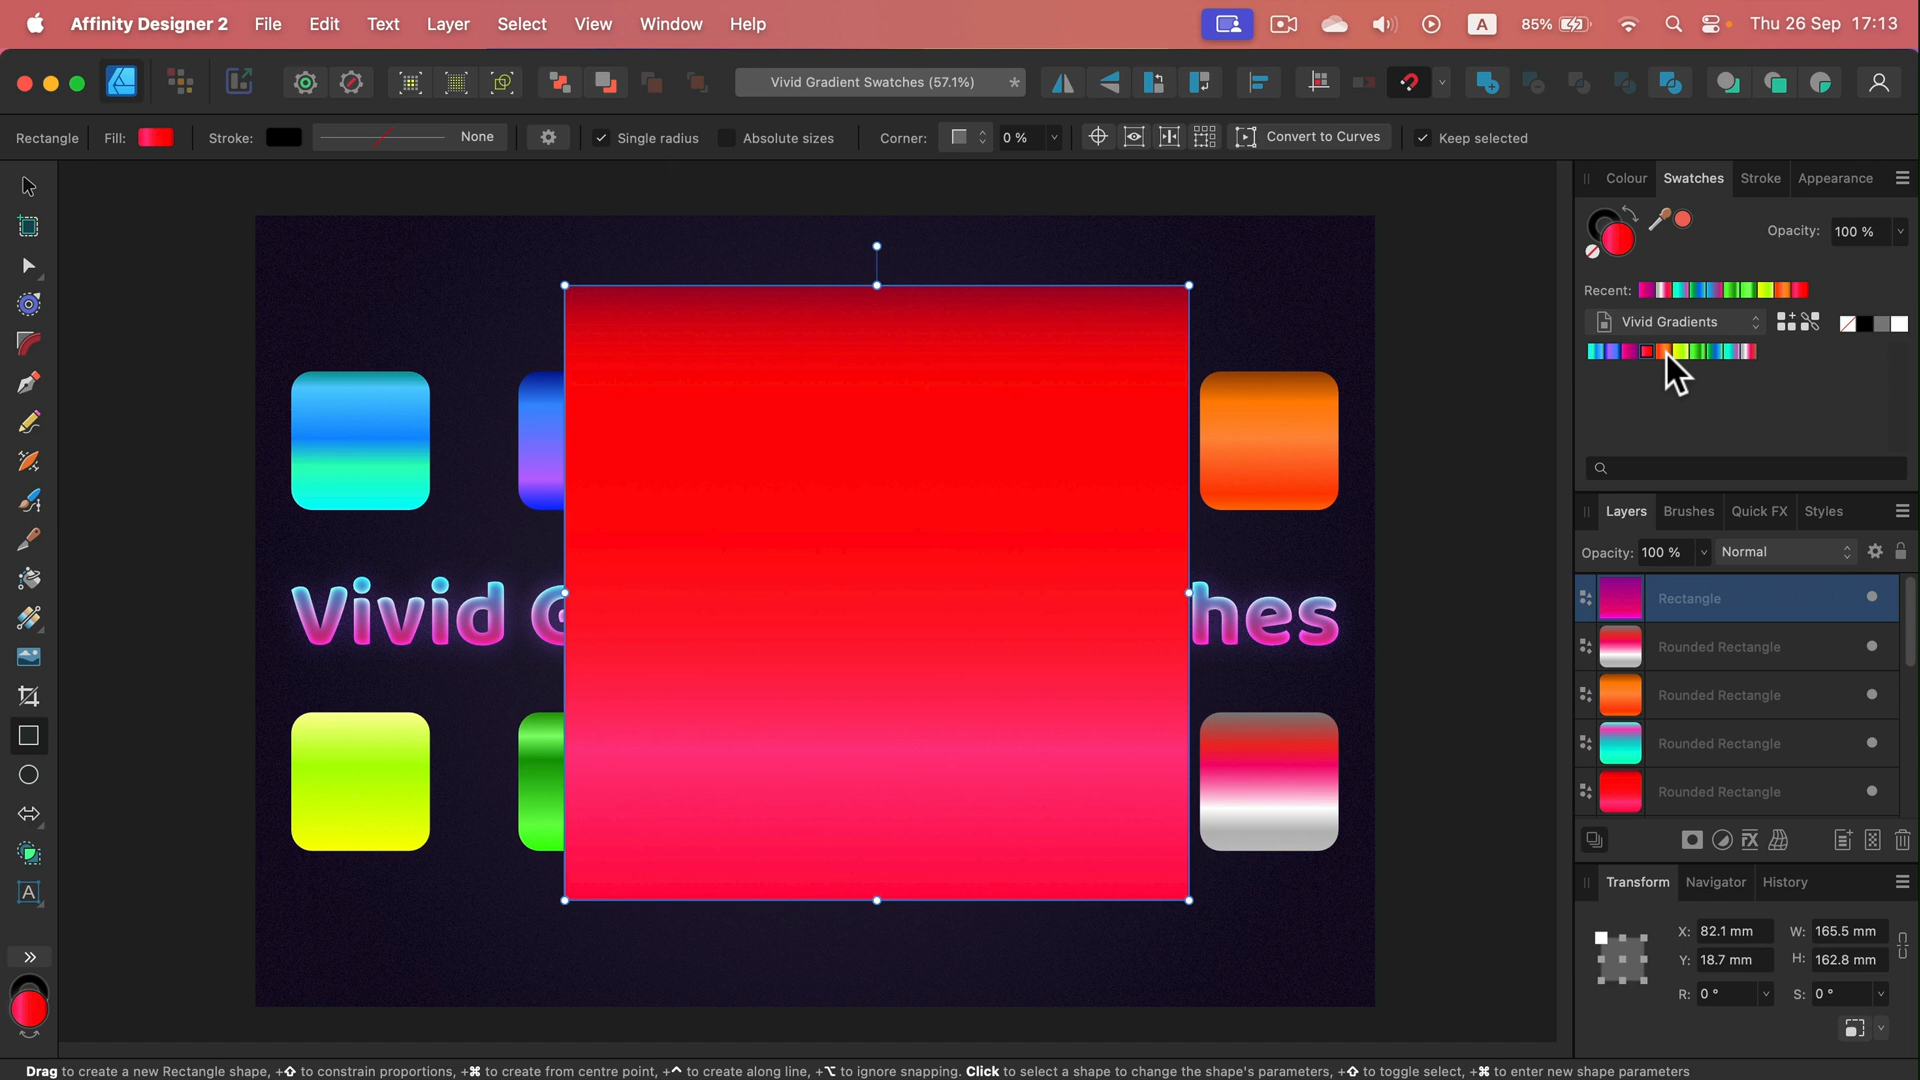 Affinity Designer 2 File Edit Text Layer Select View Window Help A 85% Thu 26 Sep 17:13
Vivid Gradient Swatches (57.1%) *
Rectangle Fill: Stroke: None Single radius Absolute sizes Corner: 0 % Convert to Curves Keep selected
Colour Swatches Stroke Appearance
Opacity: 100 %
Recent:
Vivid Gradients
Vivid G
hes
Layers Brushes Quick FX Styles
Opacity: 100 % Normal
Rectangle
Rounded Rectangle
Rounded Rectangle
Rounded Rectangle
Rounded Rectangle
FX
Transform Navigator History
X: 82.1 mm W: 165.5 mm
Y: 18.7 mm H: 162.8 mm
R: 0 ° S: 0 °
A
Drag to create a new Rectangle shape, +⇧ to constrain proportions, +⌘ to create from centre point, +^ to create along line, +⌥ to ignore snapping. Click to select a shape to change the shape's parameters, +⇧ to toggle select, +⌘ to enter new shape parameters